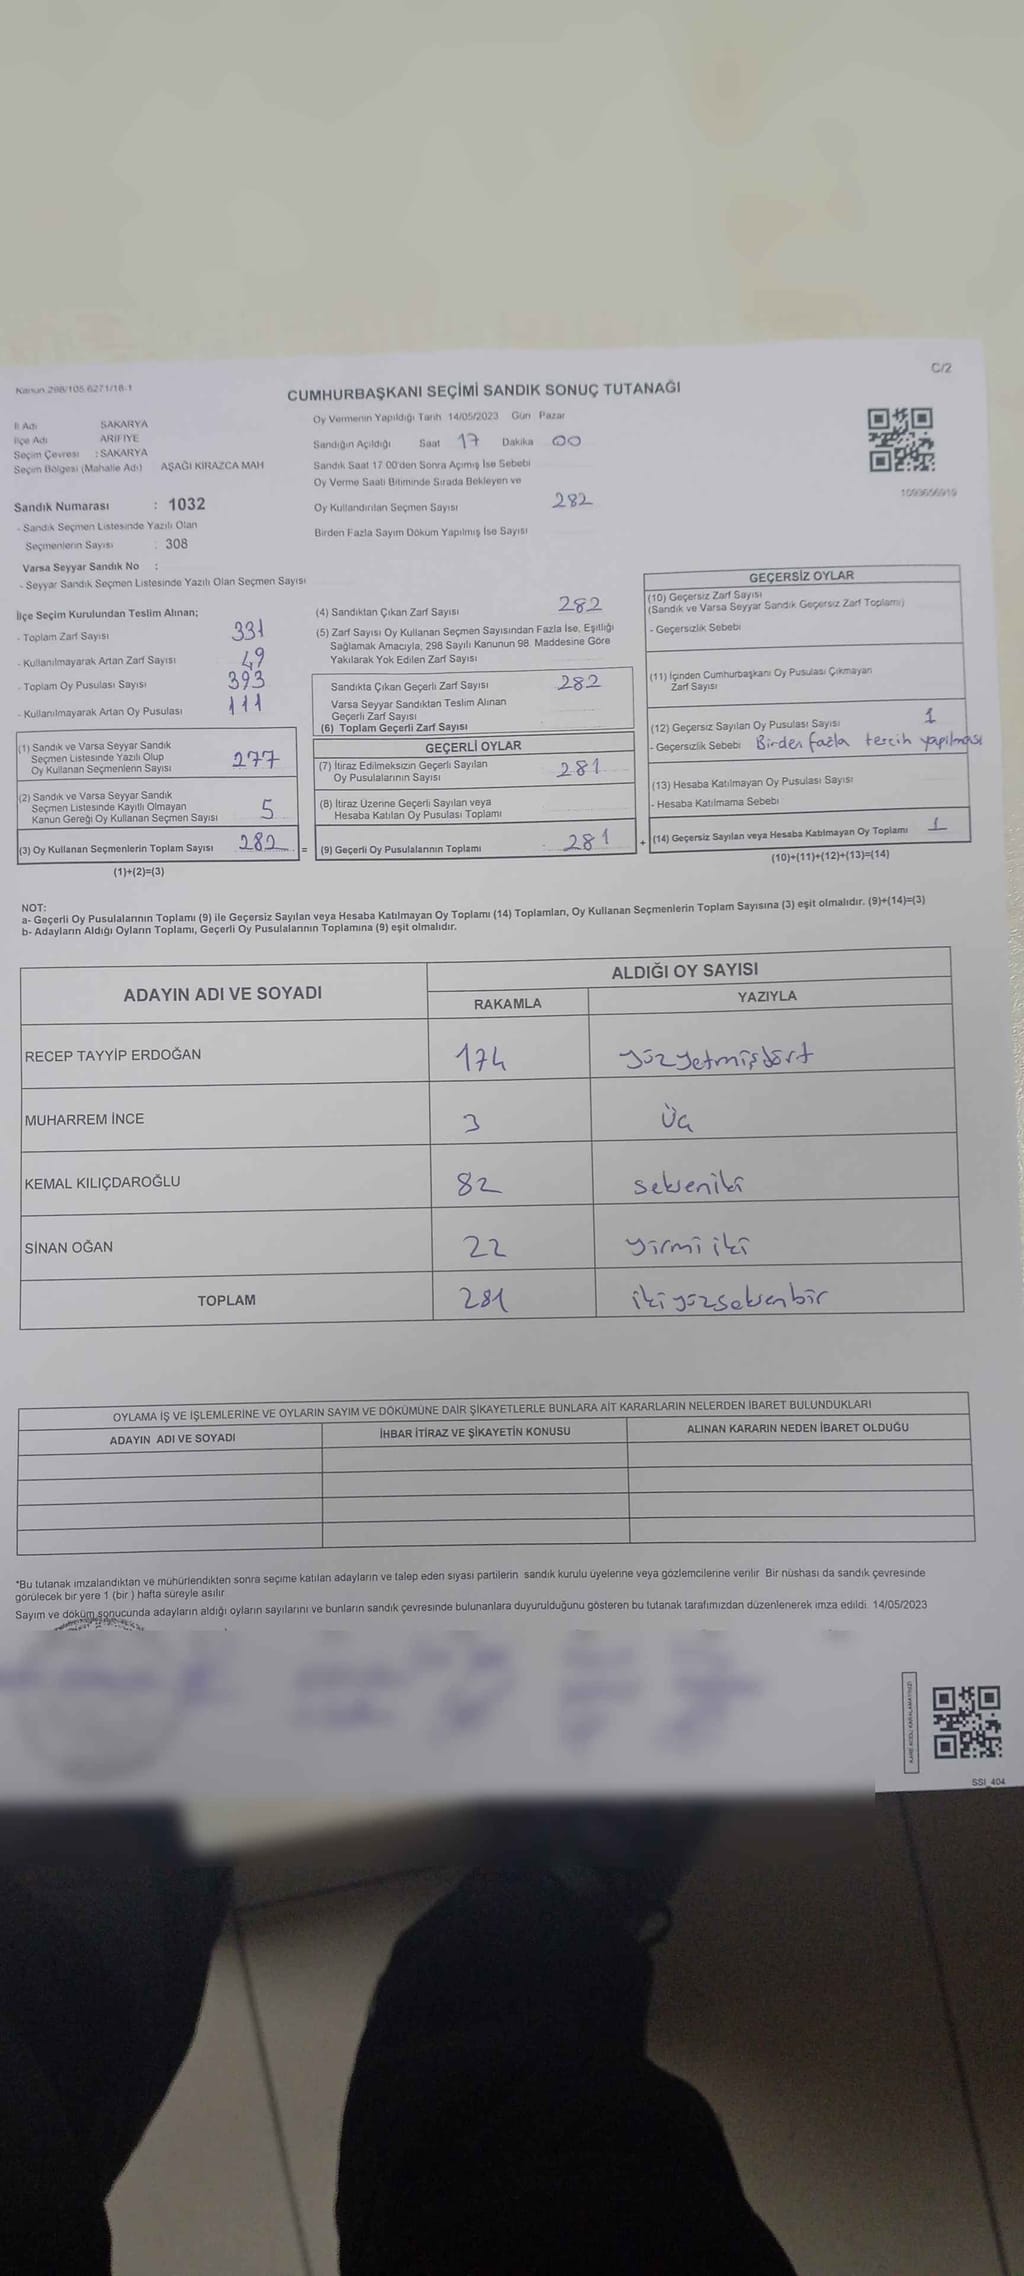 Kanun 298/105 6271/18-1
C/2
CUMHURBAŞKANI SEÇİMİ SANDIK SONUÇ TUTANAĞI
İl Adı SAKARYA
İlçe Adı ARİFİYE
Seçim Çevresi : SAKARYA
Seçim Bölgesi (Mahalle Adı) AŞAĞI KİRAZCA MAH
Sandık Numarası : 1032
- Sandık Seçmen Listesinde Yazılı Olan
Seçmenlerin Sayısı : 308
Varsa Seyyar Sandık No :
- Seyyar Sandık Seçmen Listesinde Yazılı Olan Seçmen Sayısı
Oy Vermenin Yapıldığı Tarih 14/05/2023 Gün Pazar
Sandığın Açıldığı Saat 17 Dakika 00
Sandık Saat 17 00'den Sonra Açımış İse Sebebi
Oy Verme Saati Bitiminde Sırada Bekleyen ve
Oy Kullandırılan Seçmen Sayısı 282
Birden Fazla Sayım Döküm Yapılmış İse Sayısı
1093656919
İlçe Seçim Kurulundan Teslim Alınan;
- Toplam Zarf Sayısı 331
- Kullanılmayarak Artan Zarf Sayısı 49
- Toplam Oy Pusulası Sayısı 393
- Kullanılmayarak Artan Oy Pusulası 111
(1) Sandık ve Varsa Seyyar Sandık
Seçmen Listesinde Yazılı Olup
Oy Kullanan Seçmenlerin Sayısı 277
(2) Sandık ve Varsa Seyyar Sandık
Seçmen Listesinde Kayıtlı Olmayan
Kanun Gereği Oy Kullanan Seçmen Sayısı 5
(3) Oy Kullanan Seçmenlerin Toplam Sayısı 282 =
(1)+(2)=(3)
(4) Sandıktan Çıkan Zarf Sayısı 282
(5) Zarf Sayısı Oy Kullanan Seçmen Sayısından Fazla İse, Eşitliği
Sağlamak Amacıyla, 298 Sayılı Kanunun 98. Maddesine Göre
Yakılarak Yok Edilen Zarf Sayısı
Sandıkta Çıkan Geçerli Zarf Sayısı 282
Varsa Seyyar Sandıktan Teslim Alınan
Geçerli Zarf Sayısı
(6) Toplam Geçerli Zarf Sayısı
GEÇERLİ OYLAR
(7) İtiraz Edilmeksizin Geçerli Sayılan
Oy Pusulalarının Sayısı 281
(8) İtiraz Üzerine Geçerli Sayılan veya
Hesaba Katılan Oy Pusulası Toplamı
(9) Geçerli Oy Pusulalarının Toplamı : 281 +
GEÇERSİZ OYLAR
(10) Geçersiz Zarf Sayısı
(Sandık ve Varsa Seyyar Sandık Geçersiz Zarf Toplamı)
- Geçersizlik Sebebi
(11) İçinden Cumhurbaşkanı Oy Pusulası Çıkmayan
Zarf Sayısı
(12) Geçersiz Sayılan Oy Pusulası Sayısı 1
- Geçersizlik Sebebi Birden fazla tercih yapılması
(13) Hesaba Katılmayan Oy Pusulası Sayısı
- Hesaba Katılmama Sebebi
(14) Geçersiz Sayılan veya Hesaba Katılmayan Oy Toplamı 1
(10)+(11)+(12)+(13)=(14)
NOT:
a- Geçerli Oy Pusulalarının Toplamı (9) ile Geçersiz Sayılan veya Hesaba Katılmayan Oy Toplamı (14) Toplamları, Oy Kullanan Seçmenlerin Toplam Sayısına (3) eşit olmalıdır. (9)+(14)=(3)
b- Adayların Aldığı Oyların Toplamı, Geçerli Oy Pusulalarının Toplamına (9) eşit olmalıdır.
ADAYIN ADI VE SOYADI
ALDIĞI OY SAYISI
RAKAMLA YAZIYLA
RECEP TAYYİP ERDOĞAN 174 yüzyetmişdört
MUHARREM İNCE 3 Üç
KEMAL KILIÇDAROĞLU 82 sekseniki
SİNAN OĞAN 22 yirmi iki
TOPLAM 281 ikiyüzseksenbir
OYLAMA İŞ VE İŞLEMLERİNE VE OYLARIN SAYIM VE DÖKÜMÜNE DAİR ŞİKAYETLERLE BUNLARA AİT KARARLARIN NELERDEN İBARET BULUNDUKLARI
ADAYIN ADI VE SOYADI İHBAR İTİRAZ VE ŞİKAYETİN KONUSU ALINAN KARARIN NEDEN İBARET OLDUĞU
*Bu tutanak imzalandıktan ve mühürlendikten sonra seçime katılan adayların ve talep eden siyasi partilerin sandık kurulu üyelerine veya gözlemcilerine verilir Bir nüshası da sandık çevresinde
görülecek bir yere 1 (bir ) hafta süreyle asılır
Sayım ve döküm sonucunda adayların aldığı oyların sayılarını ve bunların sandık çevresinde bulunanlara duyurulduğunu gösteren bu tutanak tarafımızdan düzenlenerek imza edildi. 14/05/2023
KARE KODU KARALAMAYINIZ!
SSI_404